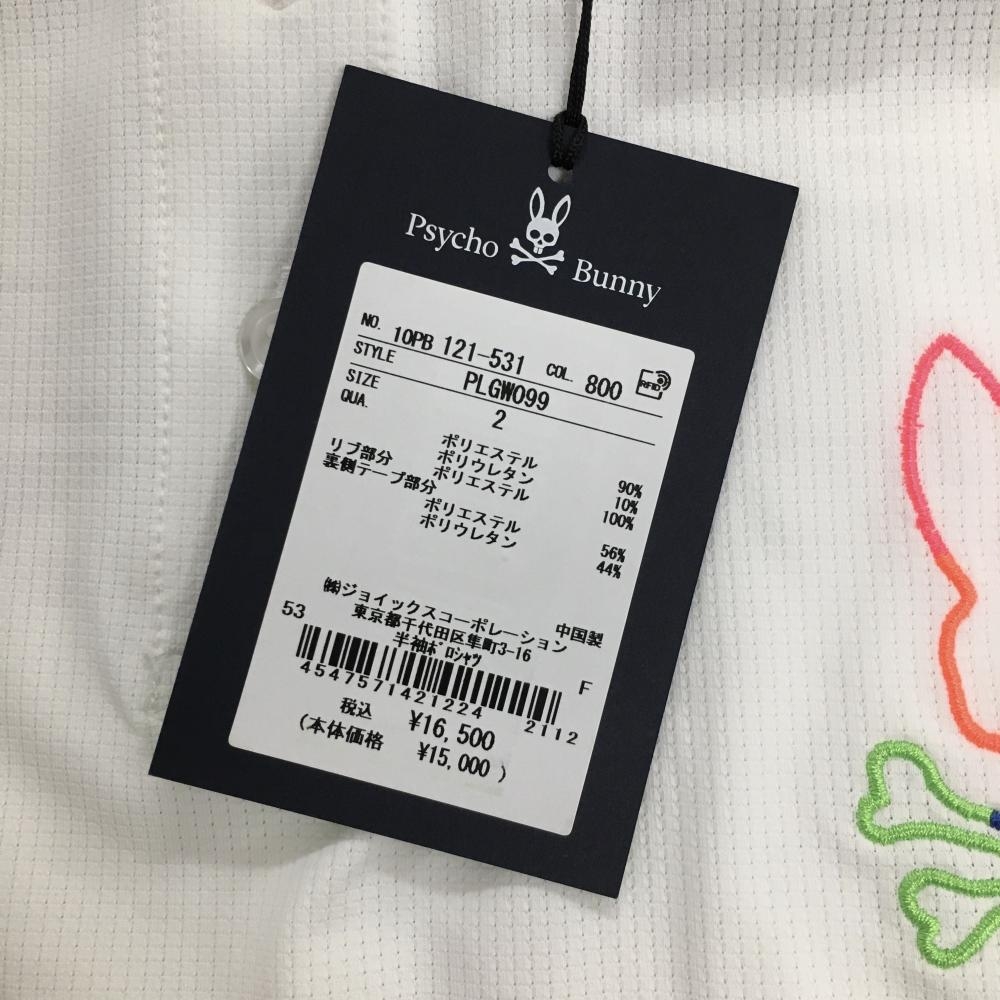 Psycho Bunny
NO. 10PB 121-531 COL. 800 RFID
STYLE PLGW099
SIZE 2
QUA.
ポリエステル 90%
ポリウレタン 10%
リブ部分 ポリエステル 100%
裏側テープ部分
ポリエステル 56%
ポリウレタン 44%
㈱ジョイックスコーポレーション 中国製
53 東京都千代田区隼町3-16
半袖ポロシャツ
F
4547571421224 2112
税込 ¥16,500
(本体価格 ¥15,000 )